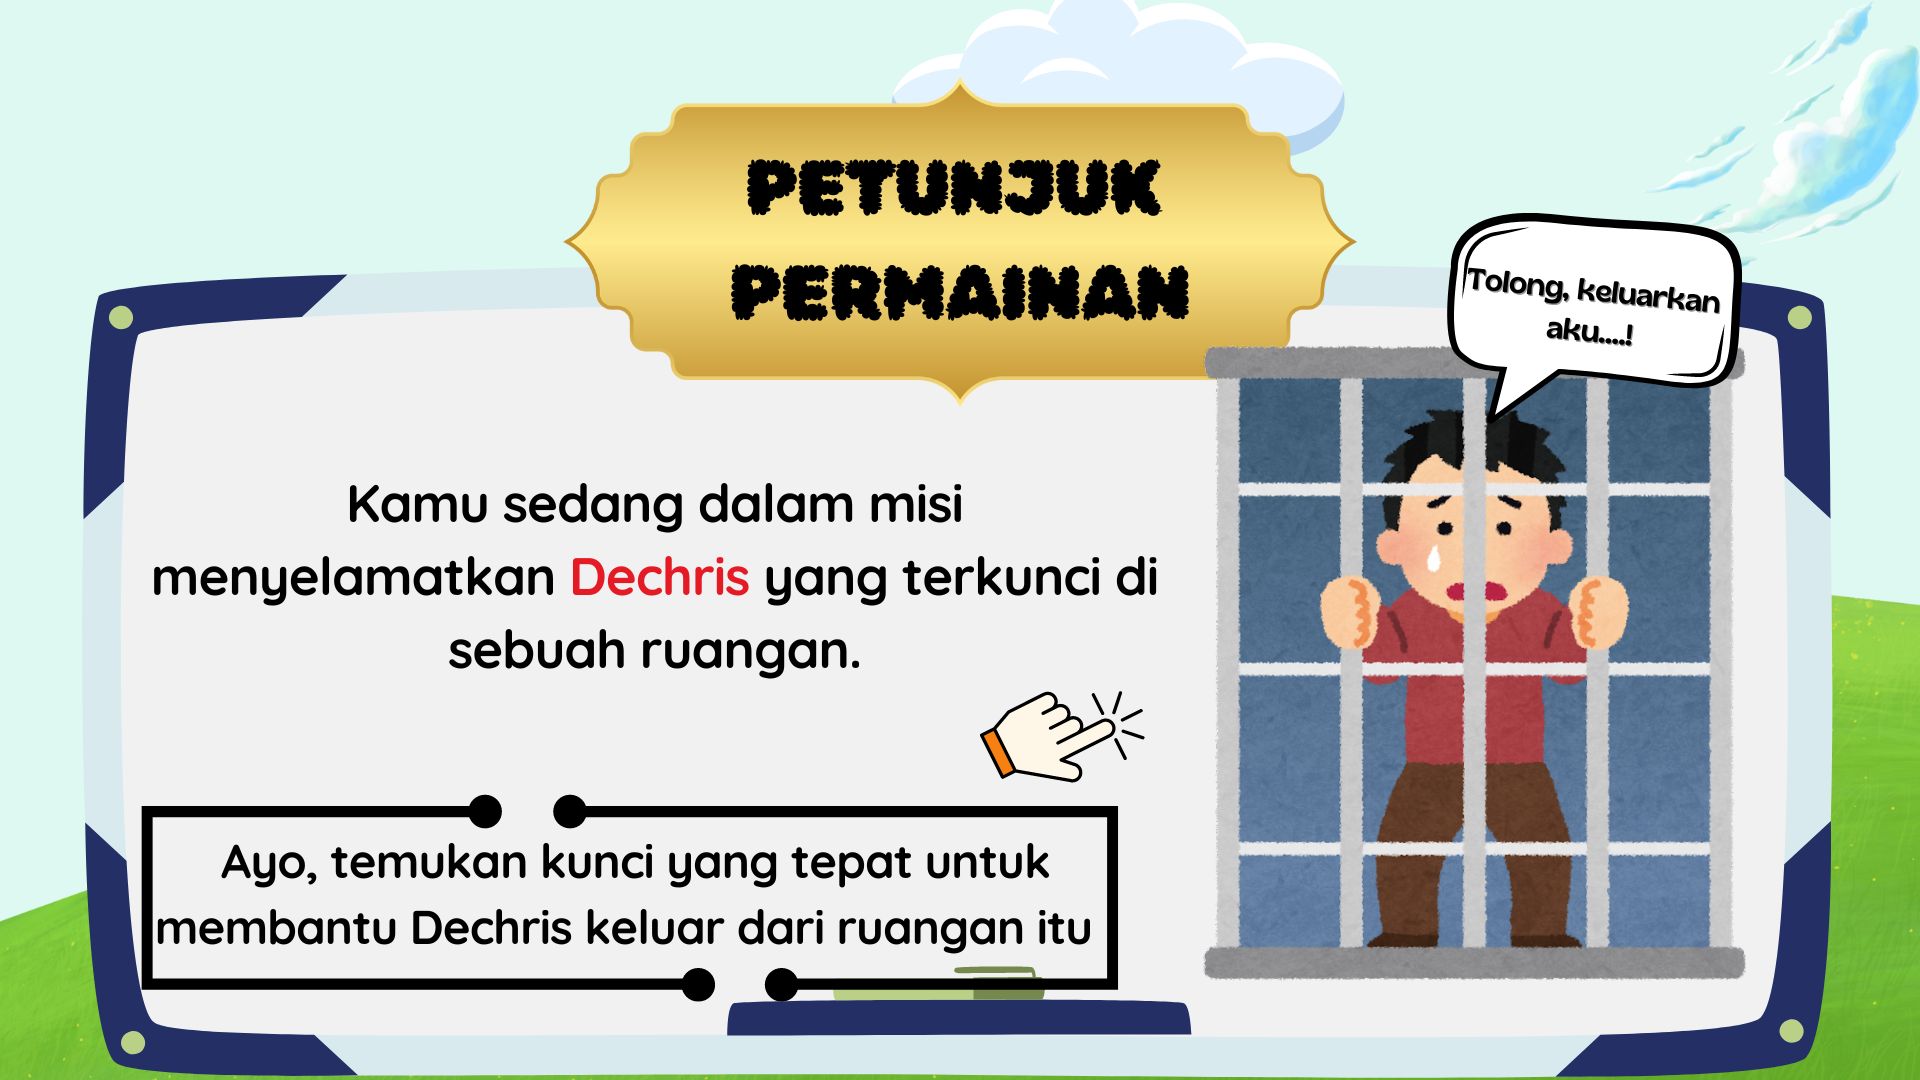 PETUNJUK
PERMAINAN
Tolong, keluarkan
aku....!
Kamu sedang dalam misi
menyelamatkan Dechris yang terkunci di
sebuah ruangan.
Ayo, temukan kunci yang tepat untuk
membantu Dechris keluar dari ruangan itu